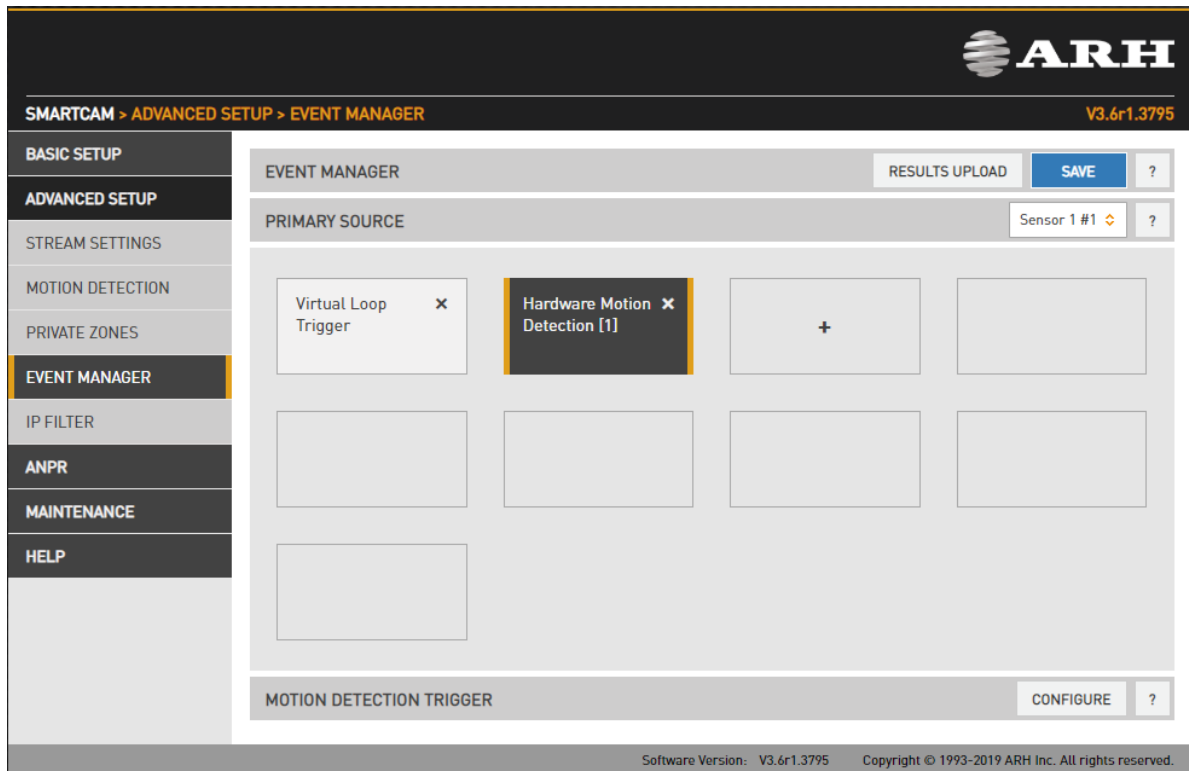 ARH
SMARTCAM > ADVANCED SETUP > EVENT MANAGER V3.6r1.3795
BASIC SETUP
ADVANCED SETUP
STREAM SETTINGS
MOTION DETECTION
PRIVATE ZONES
EVENT MANAGER
IP FILTER
ANPR
MAINTENANCE
HELP
EVENT MANAGER RESULTS UPLOAD SAVE ?
PRIMARY SOURCE Sensor 1 #1 ?
Virtual Loop ×
Trigger
Hardware Motion ×
Detection [1]
+
MOTION DETECTION TRIGGER CONFIGURE ?
Software Version: V3.6r1.3795 Copyright © 1993-2019 ARH Inc. All rights reserved.